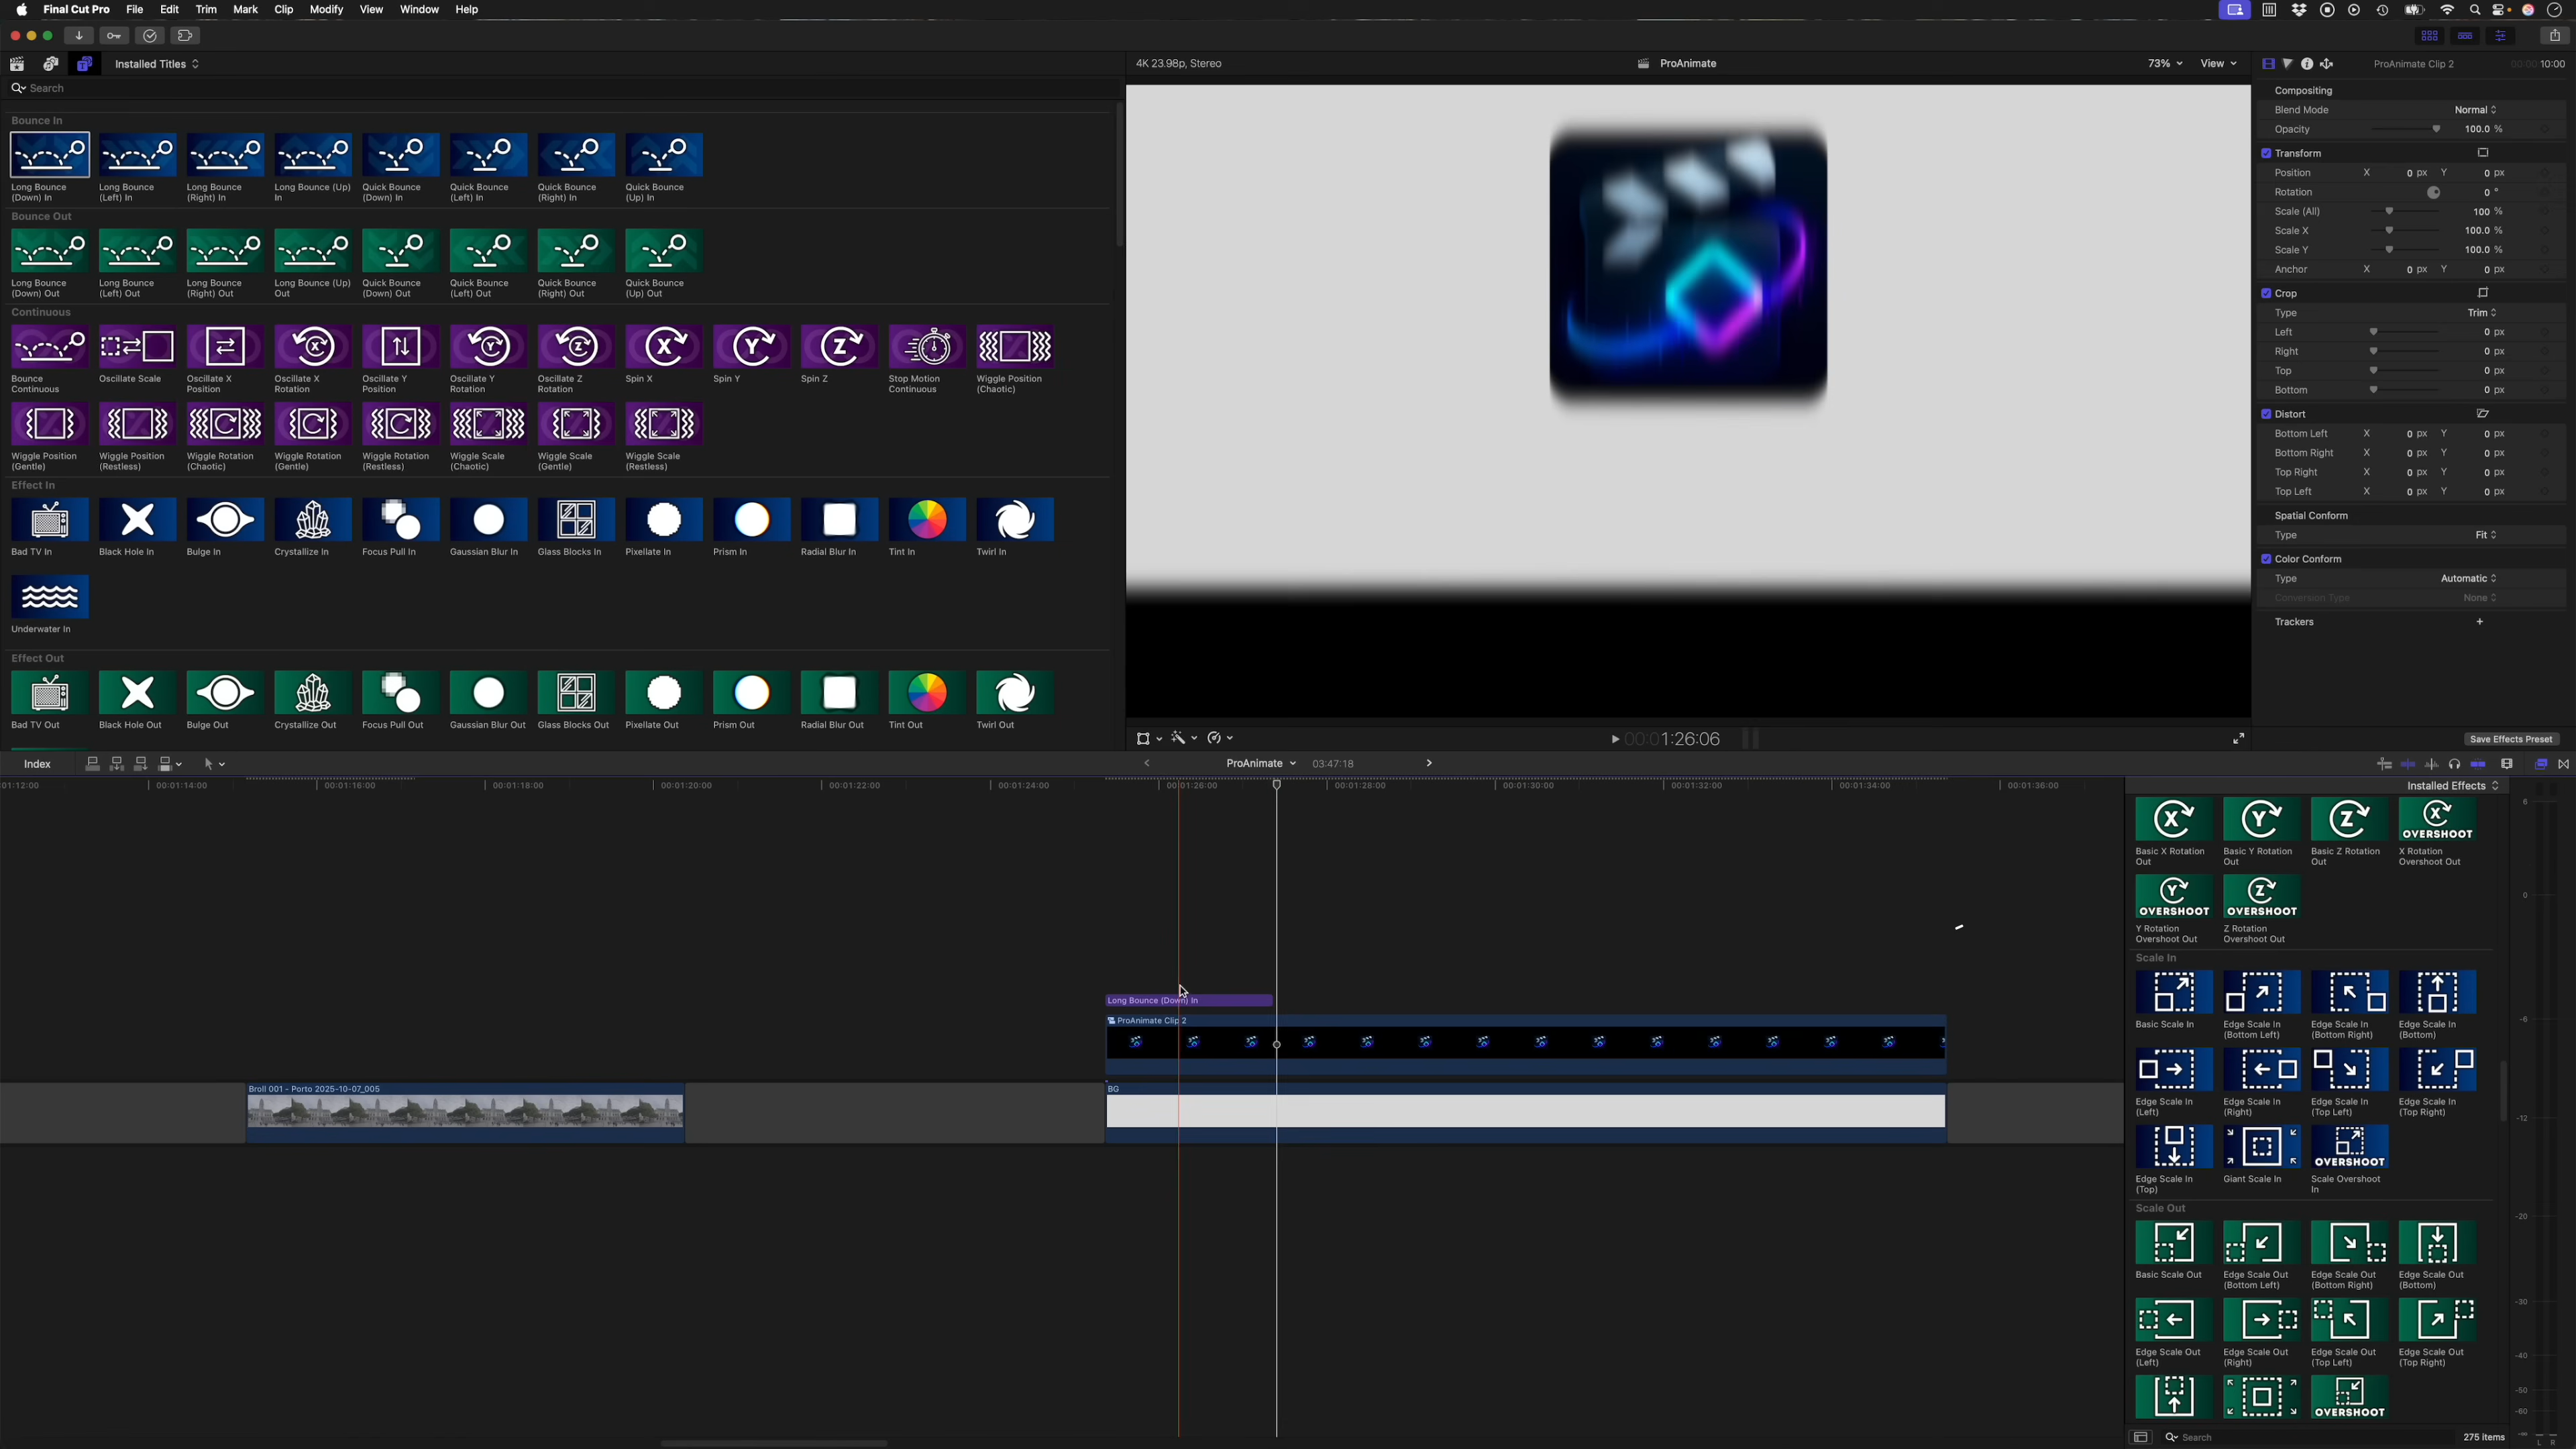 Final Cut Pro File Edit Trim Mark Clip Modify View Window Help
Installed Titles
4K 23.98p, Stereo
ProAnimate
73% View
ProAnimate Clip 2
00:00:10:00
Search
Bounce In
Long Bounce (Down) In
Long Bounce (Left) In
Long Bounce (Right) In
Long Bounce (Up) In
Quick Bounce (Down) In
Quick Bounce (Left) In
Quick Bounce (Right) In
Quick Bounce (Up) In
Bounce Out
Long Bounce (Down) Out
Long Bounce (Left) Out
Long Bounce (Right) Out
Long Bounce (Up) Out
Quick Bounce (Down) Out
Quick Bounce (Left) Out
Quick Bounce (Right) Out
Quick Bounce (Up) Out
Continuous
X
Y
Z
X
Y
Z
Bounce Continuous
Oscillate Scale
Oscillate X Position
Oscillate X Rotation
Oscillate Y Position
Oscillate Y Rotation
Oscillate Z Rotation
Spin X
Spin Y
Spin Z
Stop Motion Continuous
Wiggle Position (Chaotic)
Wiggle Position (Gentle)
Wiggle Position (Restless)
Wiggle Rotation (Chaotic)
Wiggle Rotation (Gentle)
Wiggle Rotation (Restless)
Wiggle Scale (Chaotic)
Wiggle Scale (Gentle)
Wiggle Scale (Restless)
Effect In
Bad TV In
Black Hole In
Bulge In
Crystallize In
Focus Pull In
Gaussian Blur In
Glass Blocks In
Pixellate In
Prism In
Radial Blur In
Tint In
Twirl In
Underwater In
Effect Out
Bad TV Out
Black Hole Out
Bulge Out
Crystallize Out
Focus Pull Out
Gaussian Blur Out
Glass Blocks Out
Pixellate Out
Prism Out
Radial Blur Out
Tint Out
Twirl Out
00:01:26:06
Compositing
Blend Mode Normal
Opacity 100.0 %
Transform
Position X 0 px Y 0 px
Rotation 0 °
Scale (All) 100 %
Scale X 100.0 %
Scale Y 100.0 %
Anchor X 0 px Y 0 px
Crop
Type Trim
Left 0 px
Right 0 px
Top 0 px
Bottom 0 px
Distort
Bottom Left X 0 px Y 0 px
Bottom Right X 0 px Y 0 px
Top Right X 0 px Y 0 px
Top Left X 0 px Y 0 px
Spatial Conform
Type Fit
Color Conform
Type Automatic
Conversion Type None
Trackers +
Save Effects Preset
Index
ProAnimate 03:47:18
01:12:00 00:01:14:00 00:01:16:00 00:01:18:00 00:01:20:00 00:01:22:00 00:01:24:00 00:01:26:00 00:01:28:00 00:01:30:00 00:01:32:00 00:01:34:00 00:01:36:00
Long Bounce (Down) In
ProAnimate Clip 2
Broll 001 - Porto 2025-10-07_005
BG
Installed Effects
X
Y
Z
X OVERSHOOT
Basic X Rotation Out
Basic Y Rotation Out
Basic Z Rotation Out
X Rotation Overshoot Out
Y OVERSHOOT
Z OVERSHOOT
Y Rotation Overshoot Out
Z Rotation Overshoot Out
Scale In
Basic Scale In
Edge Scale In (Bottom Left)
Edge Scale In (Bottom Right)
Edge Scale In (Bottom)
Edge Scale In (Left)
Edge Scale In (Right)
Edge Scale In (Top Left)
Edge Scale In (Top Right)
OVERSHOOT
Edge Scale In (Top)
Giant Scale In
Scale Overshoot In
Scale Out
Basic Scale Out
Edge Scale Out (Bottom Left)
Edge Scale Out (Bottom Right)
Edge Scale Out (Bottom)
Edge Scale Out (Left)
Edge Scale Out (Right)
Edge Scale Out (Top Left)
Edge Scale Out (Top Right)
OVERSHOOT
Search
275 items
6
0
-6
-12
-20
-30
-40
-50
-60
-∞
L R